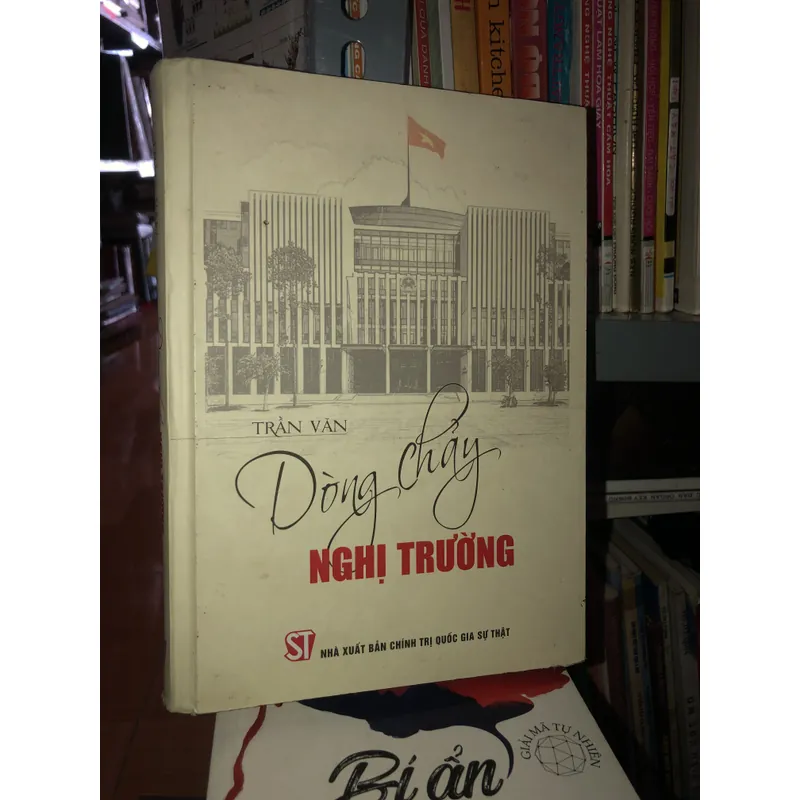 TRẦN VĂN
Dòng chảy
NGHỊ TRƯỜNG
ST NHÀ XUẤT BẢN CHÍNH TRỊ QUỐC GIA SỰ THẬT
GIẢI MÃ TỰ NHIÊN
Bí ẩn
kitche